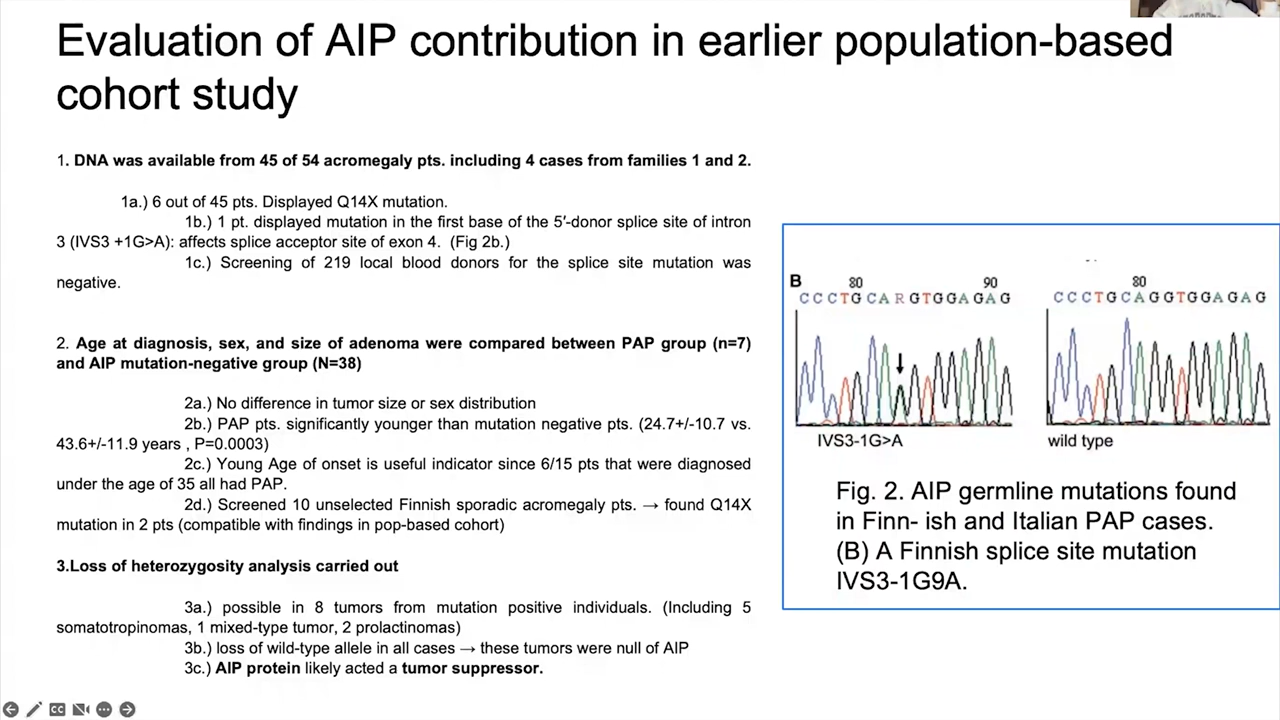 Evaluation of AIP contribution in earlier population-based
cohort study
1. DNA was available from 45 of 54 acromegaly pts. including 4 cases from families 1 and 2.
1a.) 6 out of 45 pts. Displayed Q14X mutation.
1b.) 1 pt. displayed mutation in the first base of the 5′-donor splice site of intron
3 (IVS3 +1G>A): affects splice acceptor site of exon 4. (Fig 2b.)
1c.) Screening of 219 local blood donors for the splice site mutation was
negative.
2. Age at diagnosis, sex, and size of adenoma were compared between PAP group (n=7)
and AIP mutation-negative group (N=38)
2a.) No difference in tumor size or sex distribution
2b.) PAP pts. significantly younger than mutation negative pts. (24.7+/-10.7 vs.
43.6+/-11.9 years , P=0.0003)
2c.) Young Age of onset is useful indicator since 6/15 pts that were diagnosed
under the age of 35 all had PAP.
2d.) Screened 10 unselected Finnish sporadic acromegaly pts. → found Q14X
mutation in 2 pts (compatible with findings in pop-based cohort)
3.Loss of heterozygosity analysis carried out
3a.) possible in 8 tumors from mutation positive individuals. (Including 5
somatotropinomas, 1 mixed-type tumor, 2 prolactinomas)
3b.) loss of wild-type allele in all cases → these tumors were null of AIP
3c.) AIP protein likely acted a tumor suppressor.
B
80 90
CCCTGCARGTGGAGAG
IVS3-1G>A
80
CCCTGCAGGTGGAGAG
wild type
Fig. 2. AIP germline mutations found
in Finn- ish and Italian PAP cases.
(B) A Finnish splice site mutation
IVS3-1G9A.
CC